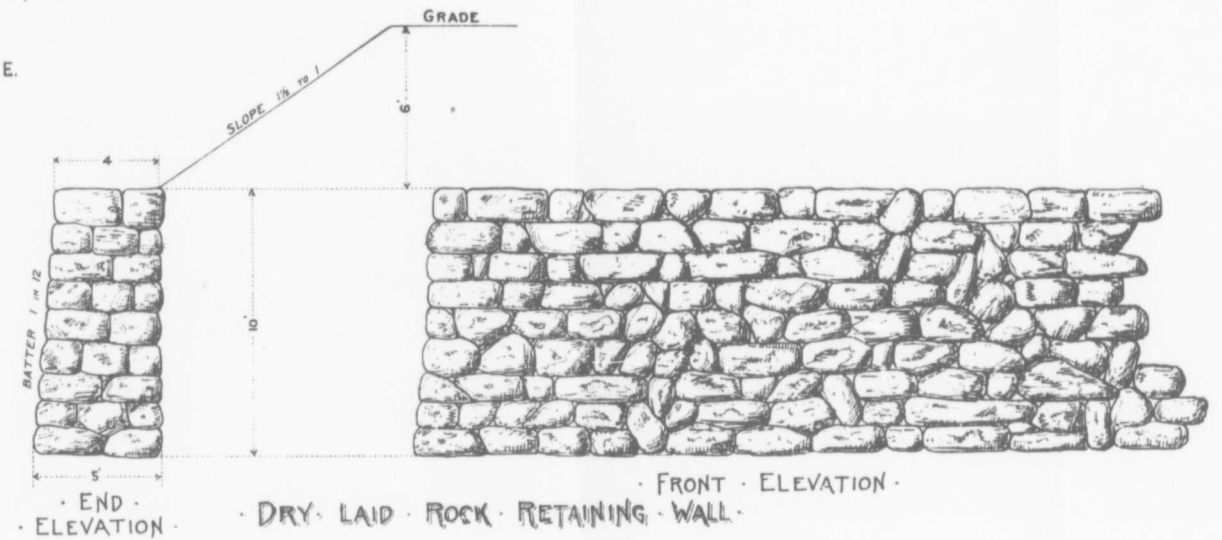 GRADE
E.
SLOPE 1½ TO 1
6'
4
BATTER 1 IN 12
10'
5'
· FRONT · ELEVATION ·
· END ·
· ELEVATION ·
· DRY · LAID · ROCK · RETAINING · WALL ·